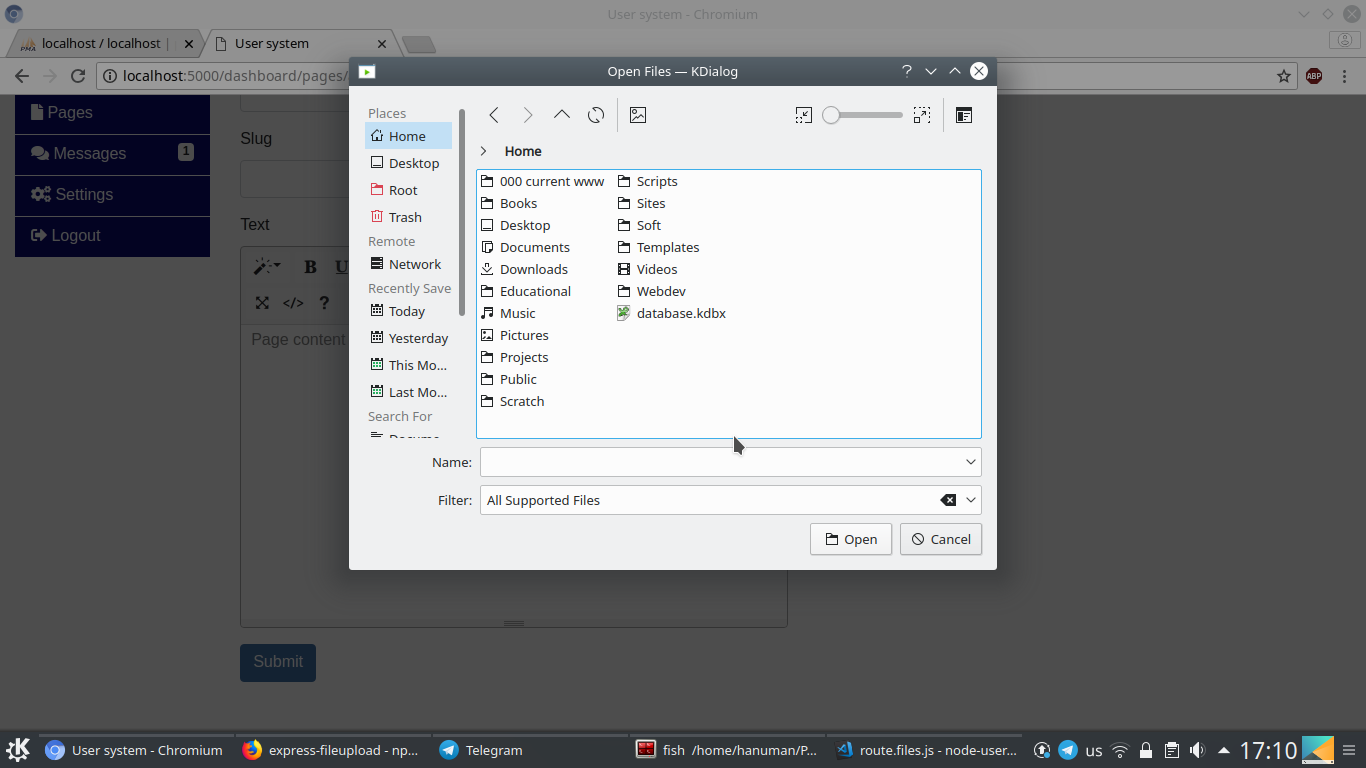 User system - Chromium
localhost / localhost |
User system
localhost:5000/dashboard/pages/
ABP
Pages
Messages
1
Settings
Logout
Slug
Text
B U
</> ?
Page content
Submit
Open Files — KDialog
?
Places
Home
Desktop
Root
Trash
Remote
Network
Recently Save
Today
Yesterday
This Mo...
Last Mo...
Search For
Home
000 current www
Books
Desktop
Documents
Downloads
Educational
Music
Pictures
Projects
Public
Scratch
Scripts
Sites
Soft
Templates
Videos
Webdev
database.kdbx
Name:
Filter:
All Supported Files
Open
Cancel
User system - Chromium
express-fileupload - np...
Telegram
fish /home/hanuman/P...
route.files.js - node-user...
us
17:10